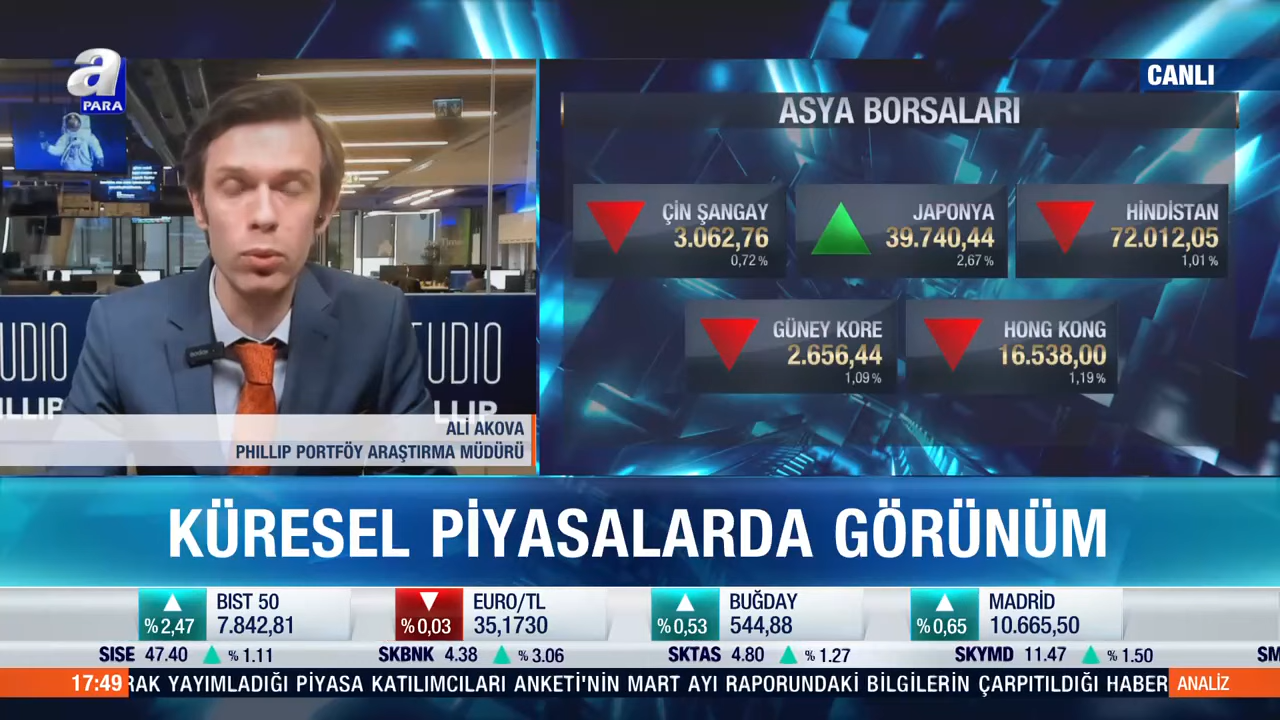 a
PARA
CANLI
ASYA BORSALARI
ÇİN ŞANGAY
3.062,76
0,72 %
JAPONYA
39.740,44
2,67 %
HİNDİSTAN
72.012,05
1,01 %
GÜNEY KORE
2.656,44
1,09 %
HONG KONG
16.538,00
1,19 %
UDIO
TUDIO
ILLIP
LLIP
ALİ AKOVA
PHILLIP PORTFÖY ARAŞTIRMA MÜDÜRÜ
KÜRESEL PİYASALARDA GÖRÜNÜM
% 2,47 BIST 50 7.842,81
% 0,03 EURO/TL 35,1730
% 0,53 BUĞDAY 544,88
% 0,65 MADRİD 10.665,50
SISE 47.40 % 1.11 SKBNK 4.38 % 3.06 SKTAS 4.80 % 1.27 SKYMD 11.47 % 1.50 SM
17:49 RAK YAYIMLADIĞI PİYASA KATILIMCILARI ANKETİ'NİN MART AYI RAPORUNDAKİ BİLGİLERİN ÇARPITILDIĞI HABER ANALİZ